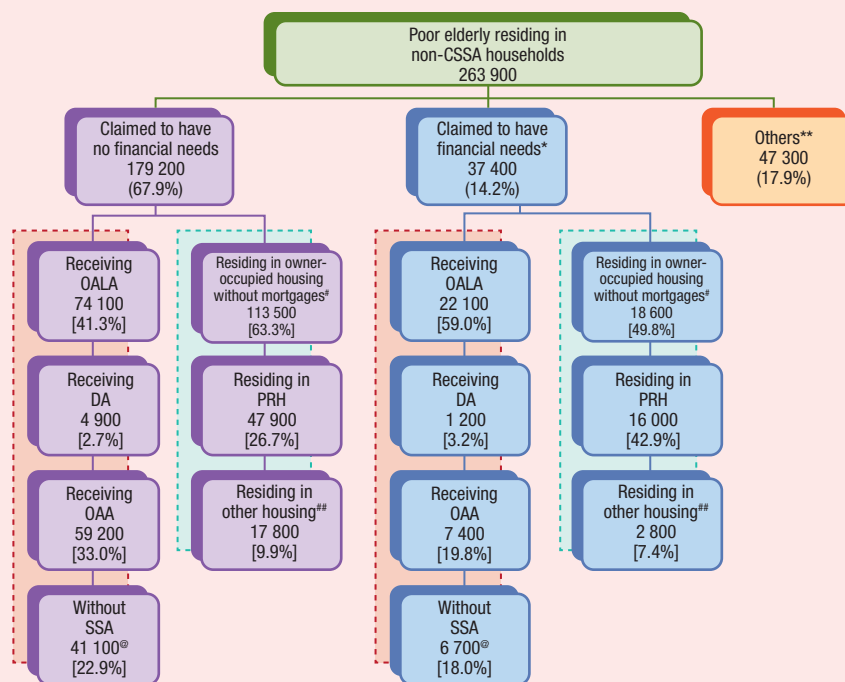 Poor elderly residing in
non-CSSA households
263 900
Claimed to have
no financial needs
179 200
(67.9%)
Claimed to have
financial needs*
37 400
(14.2%)
Others**
47 300
(17.9%)
Receiving
OALA
74 100
[41.3%]
Receiving
DA
4 900
[2.7%]
Receiving
OAA
59 200
[33.0%]
Without
SSA
41 100@
[22.9%]
Residing in owner-
occupied housing
without mortgages#
113 500
[63.3%]
Residing in
PRH
47 900
[26.7%]
Residing in
other housing##
17 800
[9.9%]
Receiving
OALA
22 100
[59.0%]
Receiving
DA
1 200
[3.2%]
Receiving
OAA
7 400
[19.8%]
Without
SSA
6 700@
[18.0%]
Residing in owner-
occupied housing
without mortgages#
18 600
[49.8%]
Residing in
PRH
16 000
[42.9%]
Residing in
other housing##
2 800
[7.4%]